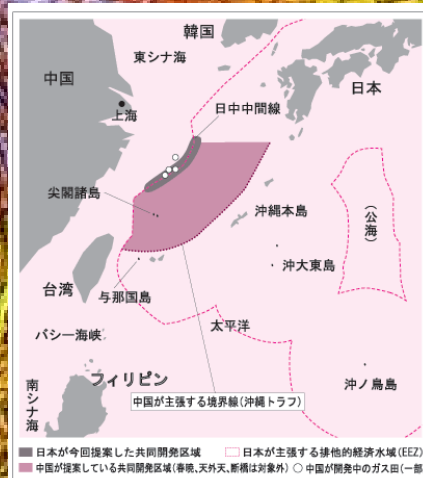 韓国
東シナ海
中国
日本
日中中間線
上海
尖閣諸島
沖縄本島
(公海)
沖大東島
台湾
与那国島
太平洋
バシー海峡
フィリピン
沖ノ鳥島
南シナ海
中国が主張する境界線(沖縄トラフ)
日本が今回提案した共同開発区域 日本が主張する排他的経済水域(EEZ)
中国が提案している共同開発区域(春暁、天外天、断橋は対象外) 中国が開発中のガス田(一部